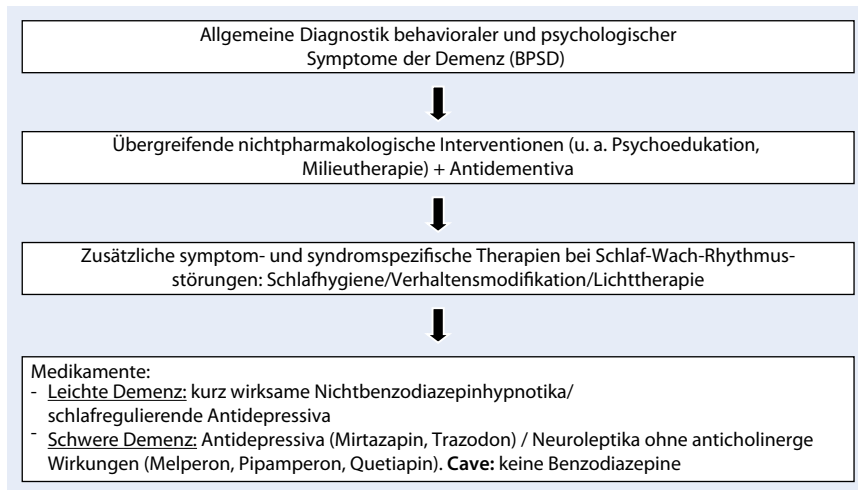 Allgemeine Diagnostik behavioraler und psychologischer
Symptome der Demenz (BPSD)
Übergreifende nichtpharmakologische Interventionen (u. a. Psychoedukation,
Milieutherapie) + Antidementiva
Zusätzliche symptom- und syndromspezifische Therapien bei Schlaf-Wach-Rhythmus-
störungen: Schlafhygiene/Verhaltensmodifikation/Lichttherapie
Medikamente:
- Leichte Demenz: kurz wirksame Nichtbenzodiazepinhypnotika/
schlafregulierende Antidepressiva
- Schwere Demenz: Antidepressiva (Mirtazapin, Trazodon) / Neuroleptika ohne anticholinerge
Wirkungen (Melperon, Pipamperon, Quetiapin). Cave: keine Benzodiazepine